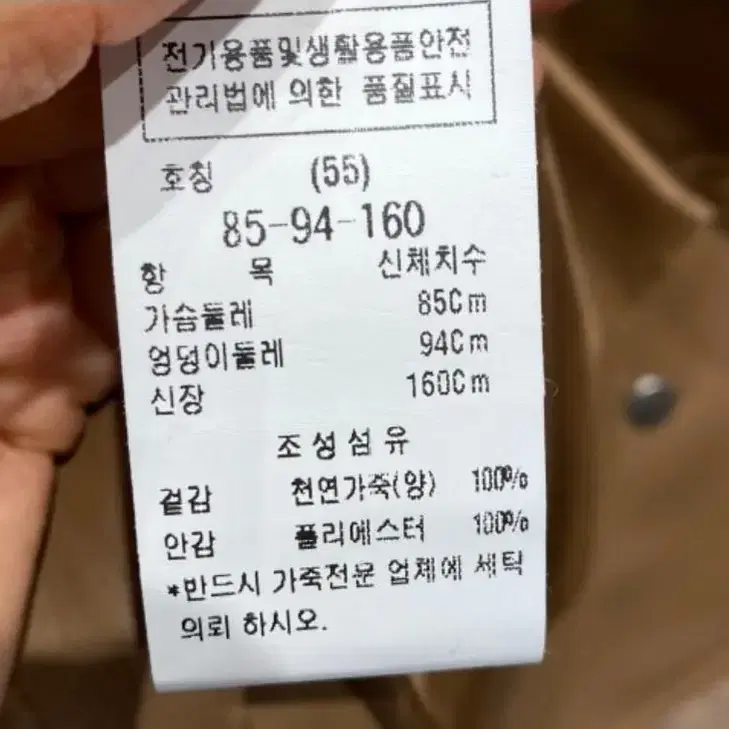 전기용품및생활용품안전
관리법에 의한 품질표시
호칭 (55)
85-94-160
항 목 신체치수
가슴둘레 85Cm
엉덩이둘레 94Cm
신장 160Cm
조성섬유
겉감 천연가죽(양) 100%
안감 폴리에스터 100%
*반드시 가죽전문 업체에 세탁
의뢰 하시오.